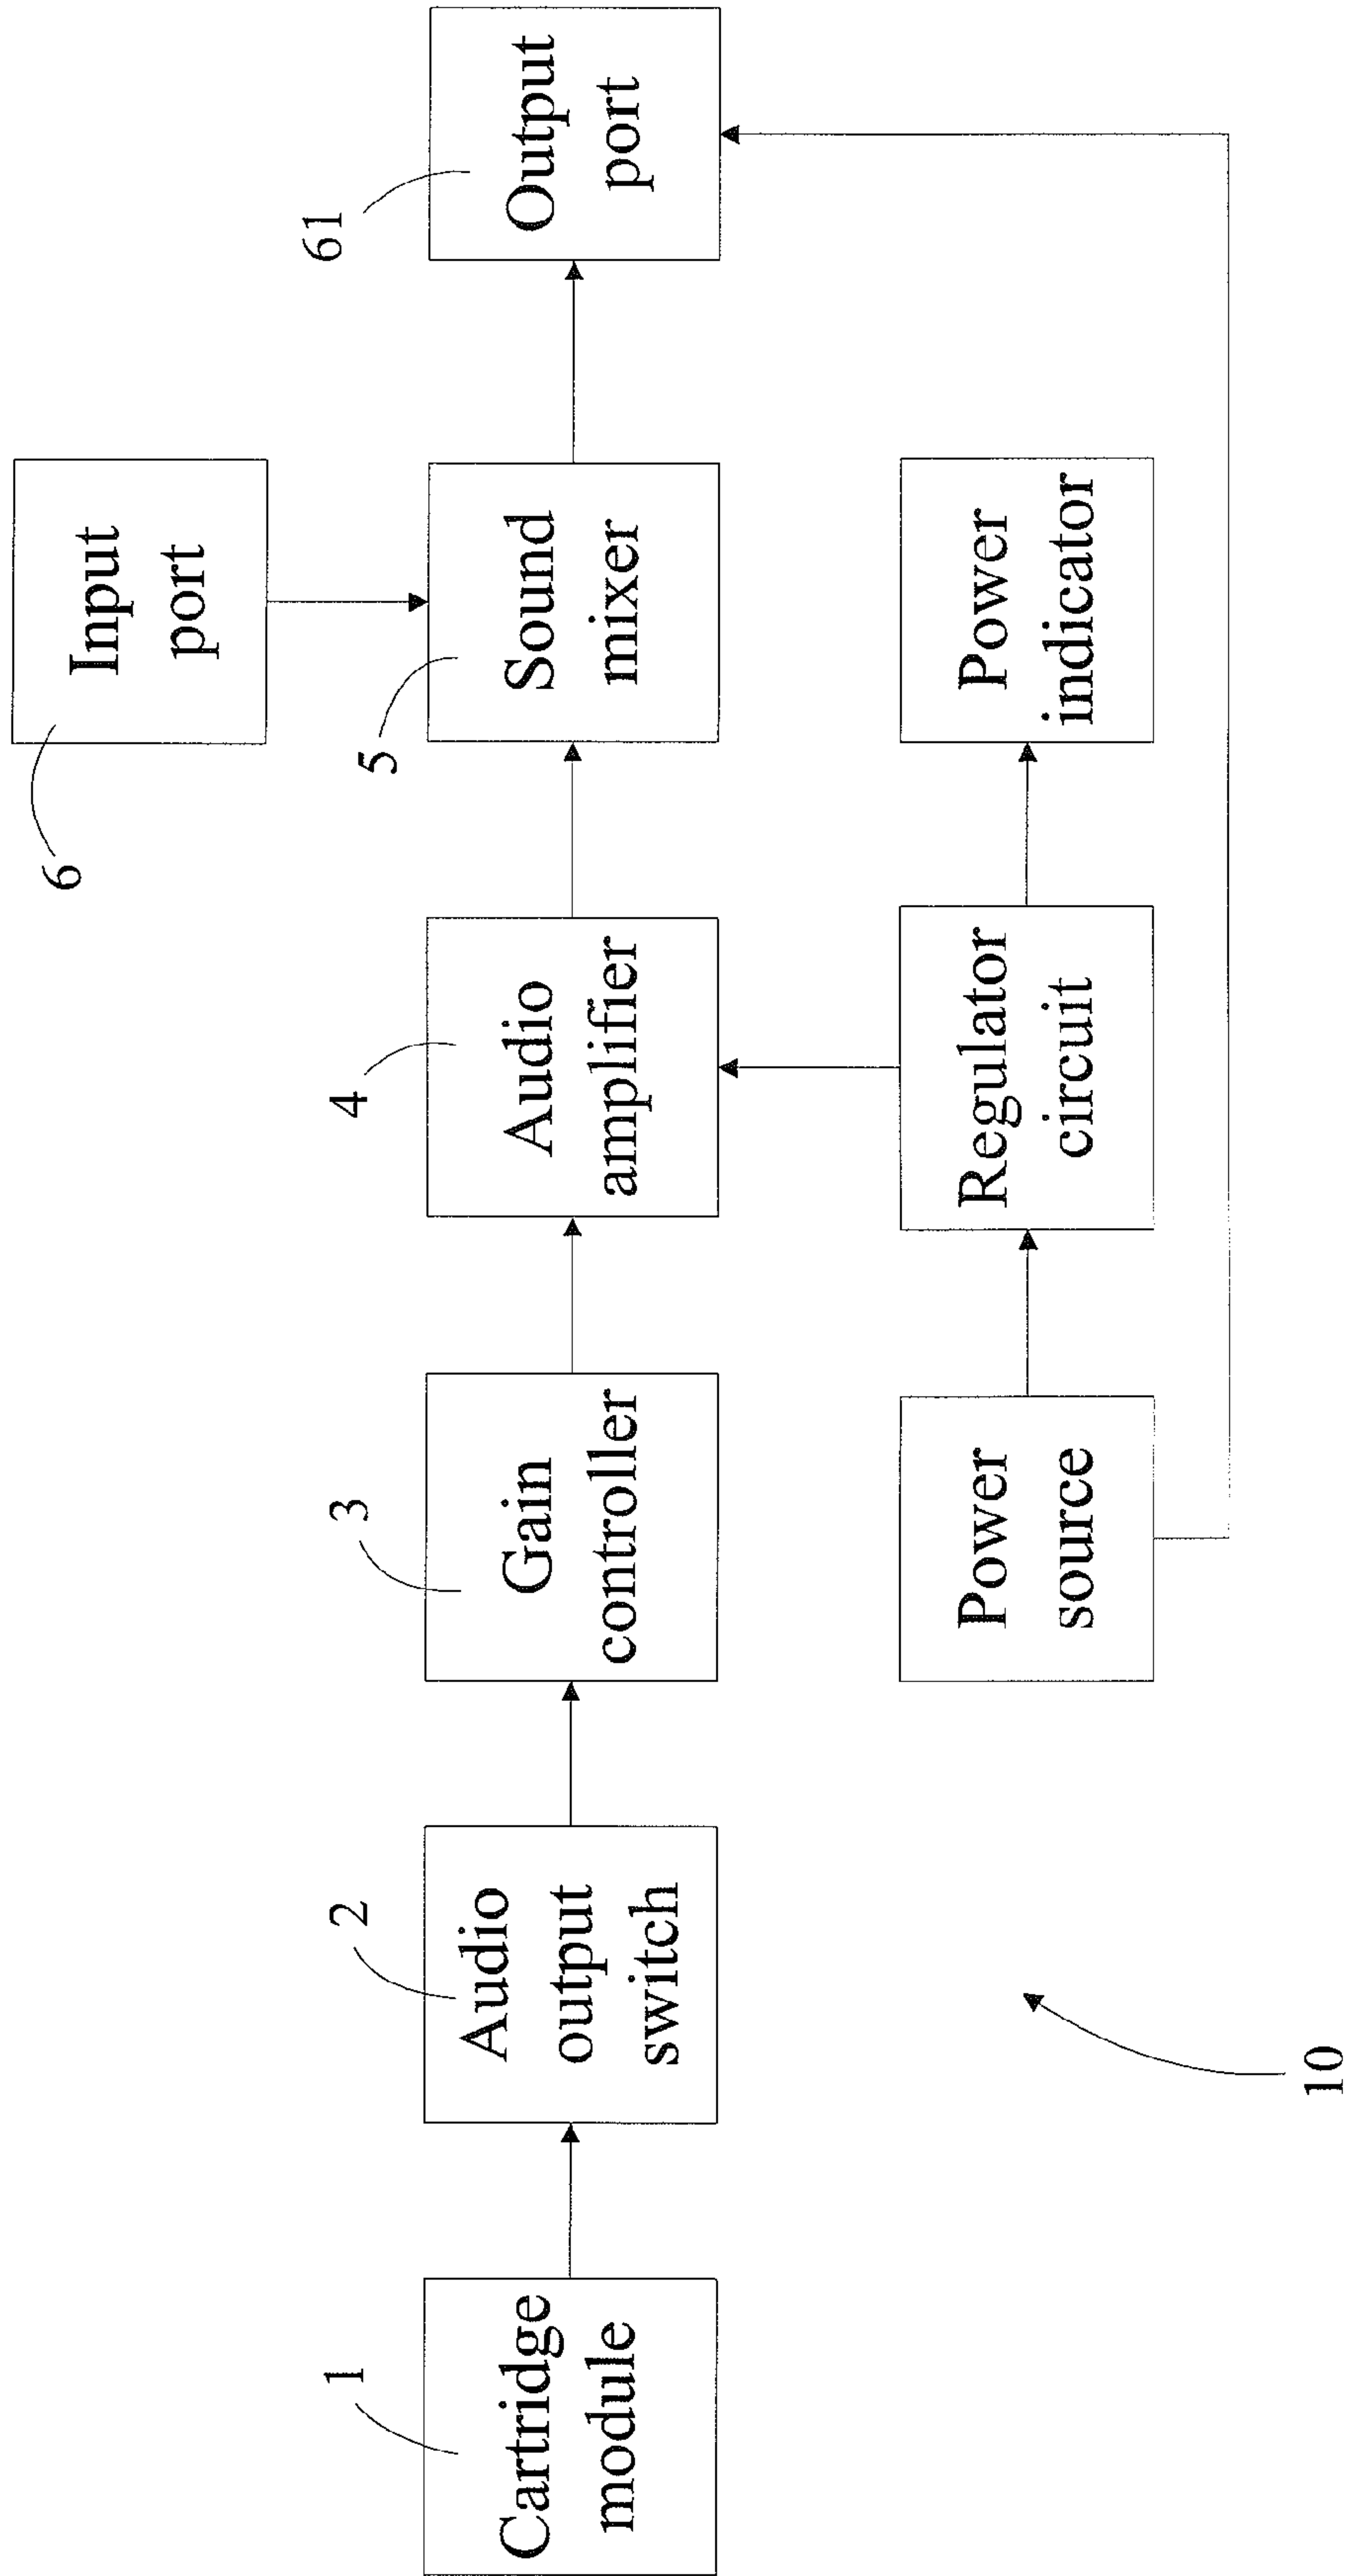 6
Input
port
1
Cartridge
module
2
Audio
output
switch
3
Gain
controller
4
Audio
amplifier
5
Sound
mixer
61
Output
port
Power
source
Regulator
circuit
Power
indicator
10